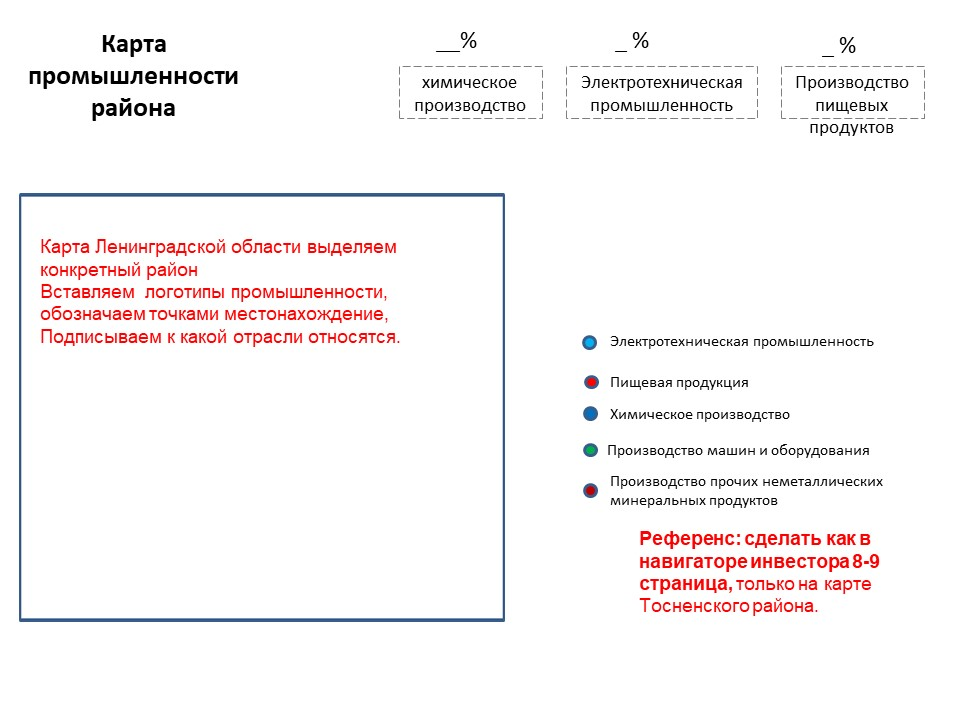 Карта
промышленности
района
__%
_ %
_ %
химическое
производство
Электротехническая
промышленность
Производство
пищевых
продуктов
Карта Ленинградской области выделяем
конкретный район
Вставляем логотипы промышленности,
обозначаем точками местонахождение,
Подписываем к какой отрасли относятся.
Электротехническая промышленность
Пищевая продукция
Химическое производство
Производство машин и оборудования
Производство прочих неметаллических
минеральных продуктов
Референс: сделать как в
навигаторе инвестора 8-9
страница, только на карте
Тосненского района.